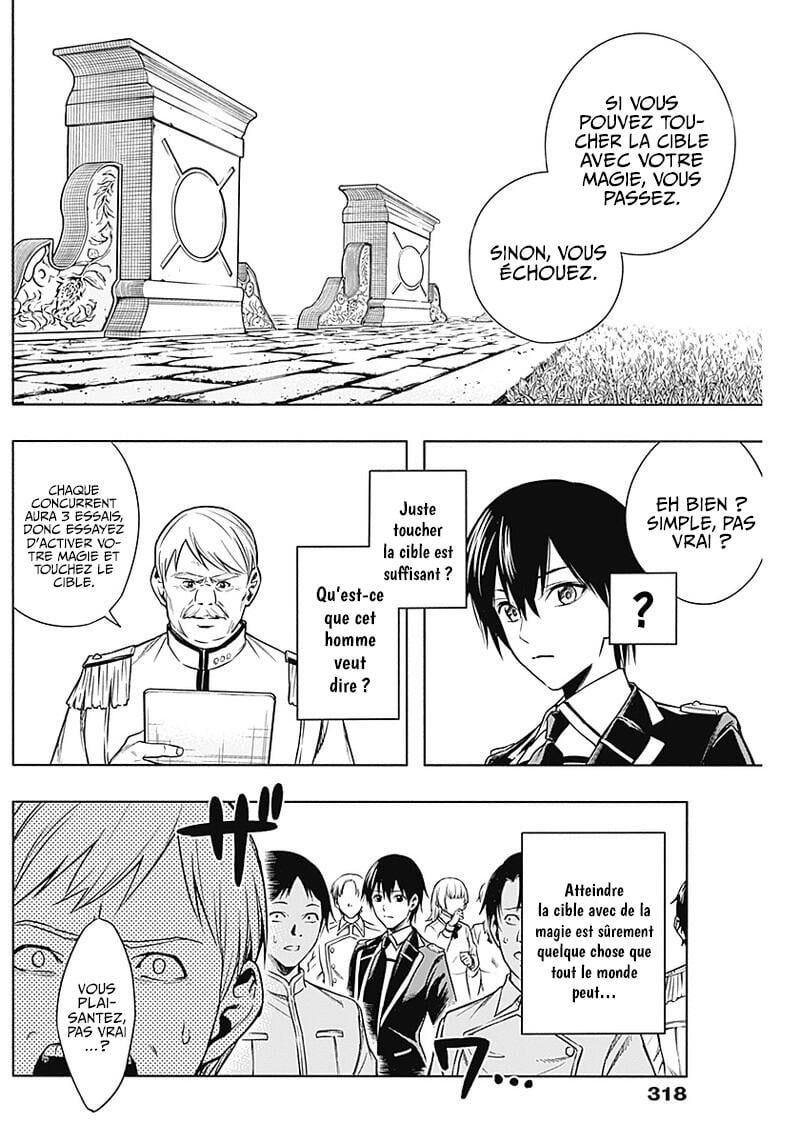 SI VOUS
POUVEZ TOU-
CHER LA CIBLE
AVEC VOTRE
MAGIE, VOUS
PASSEZ.
SINON, VOUS
ÉCHOUEZ.
EH BIEN ?
SIMPLE, PAS
VRAI ?
?
Juste
toucher
la cible est
suffisant ?
Qu'est-ce
que cet
homme
veut
dire ?
CHAQUE
CONCURRENT
AURA 3 ESSAIS,
DONC ESSAYEZ
D'ACTIVER VO-
TRE MAGIE ET
TOUCHEZ LE
CIBLE.
Atteindre
la cible avec de la
magie est sûrement
quelque chose que
tout le monde
peut...
ザ
ワ...
VOUS
PLAI-
SANTEZ,
PAS VRAI
...?
318